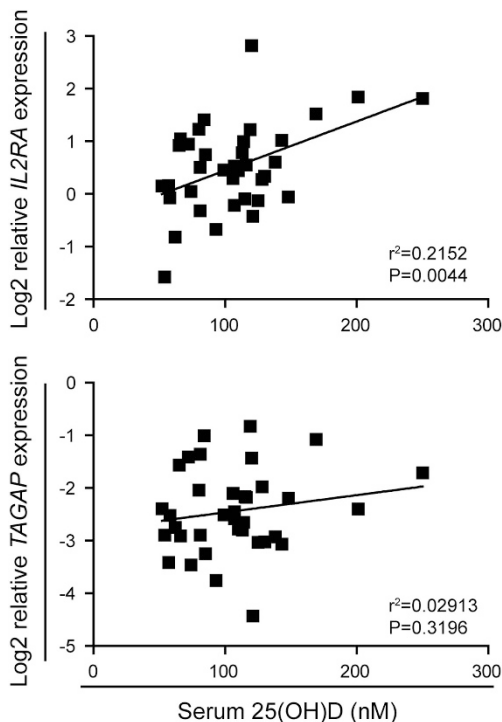 Log2 relative IL2RA expression
3
2
1
0
-1
-2
r²=0.2152
P=0.0044
0 100 200 300
Log2 relative TAGAP expression
-0
-1
-2
-3
-4
-5
r²=0.02913
P=0.3196
0 100 200 300
Serum 25(OH)D (nM)